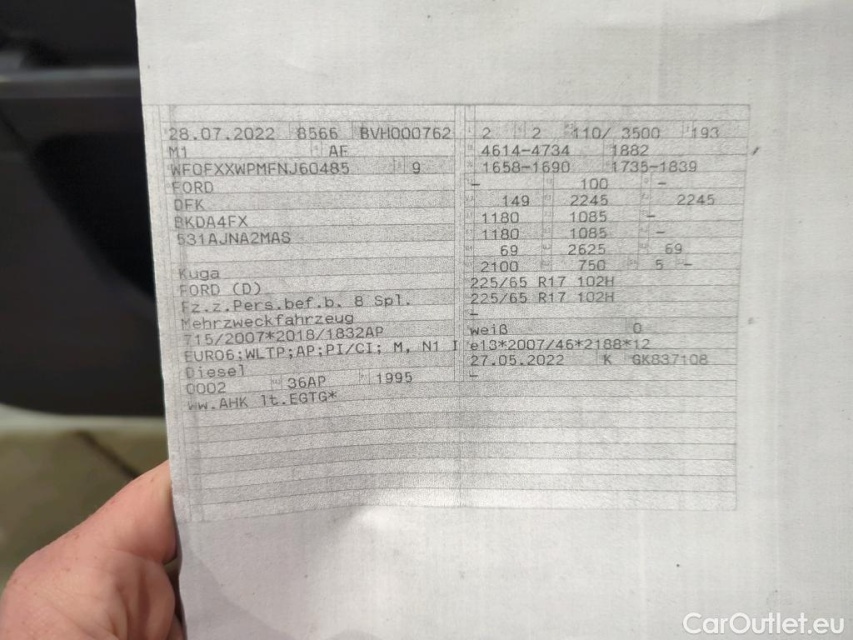 28.07.2022 8566 BVH000762 2 2 110/ 3500 193
M1 AF 4614-4734 1882
WF0FXXWPMFNJ60485 9 1658-1690 1735-1839
FORD - 100 -
DFK 149 2245 2245
BKDA4FX 1180 1085 -
531AJNA2MAS 1180 1085 -
69 2625 69
Kuga 2100 750 5 -
FORD (D) 225/65 R17 102H
Fz.z.Pers.bef.b. 8 Spl. 225/65 R17 102H
Mehrzweckfahrzeug -
715/2007*2018/1832AP weiß 0
EURO6;WLTP;AP;PI/CI; M, N1 I e13*2007/46*2188*12
Diesel 27.05.2022 K GK837108
0002 36AP 1995 -
ww.AHK lt.EGTG*
CarOutlet.eu